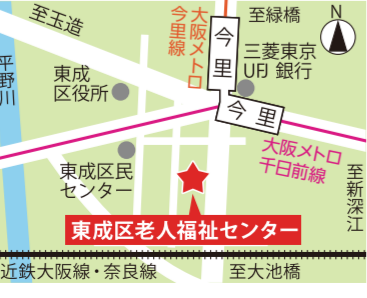 至玉造
大阪メトロ
今里線
至緑橋
N
今里
三菱東京
UFJ 銀行
平野川
東成
区役所
今里
大阪メトロ
千日前線
東成区民
センター
至新深江
東成区老人福祉センター
近鉄大阪線・奈良線
至大池橋